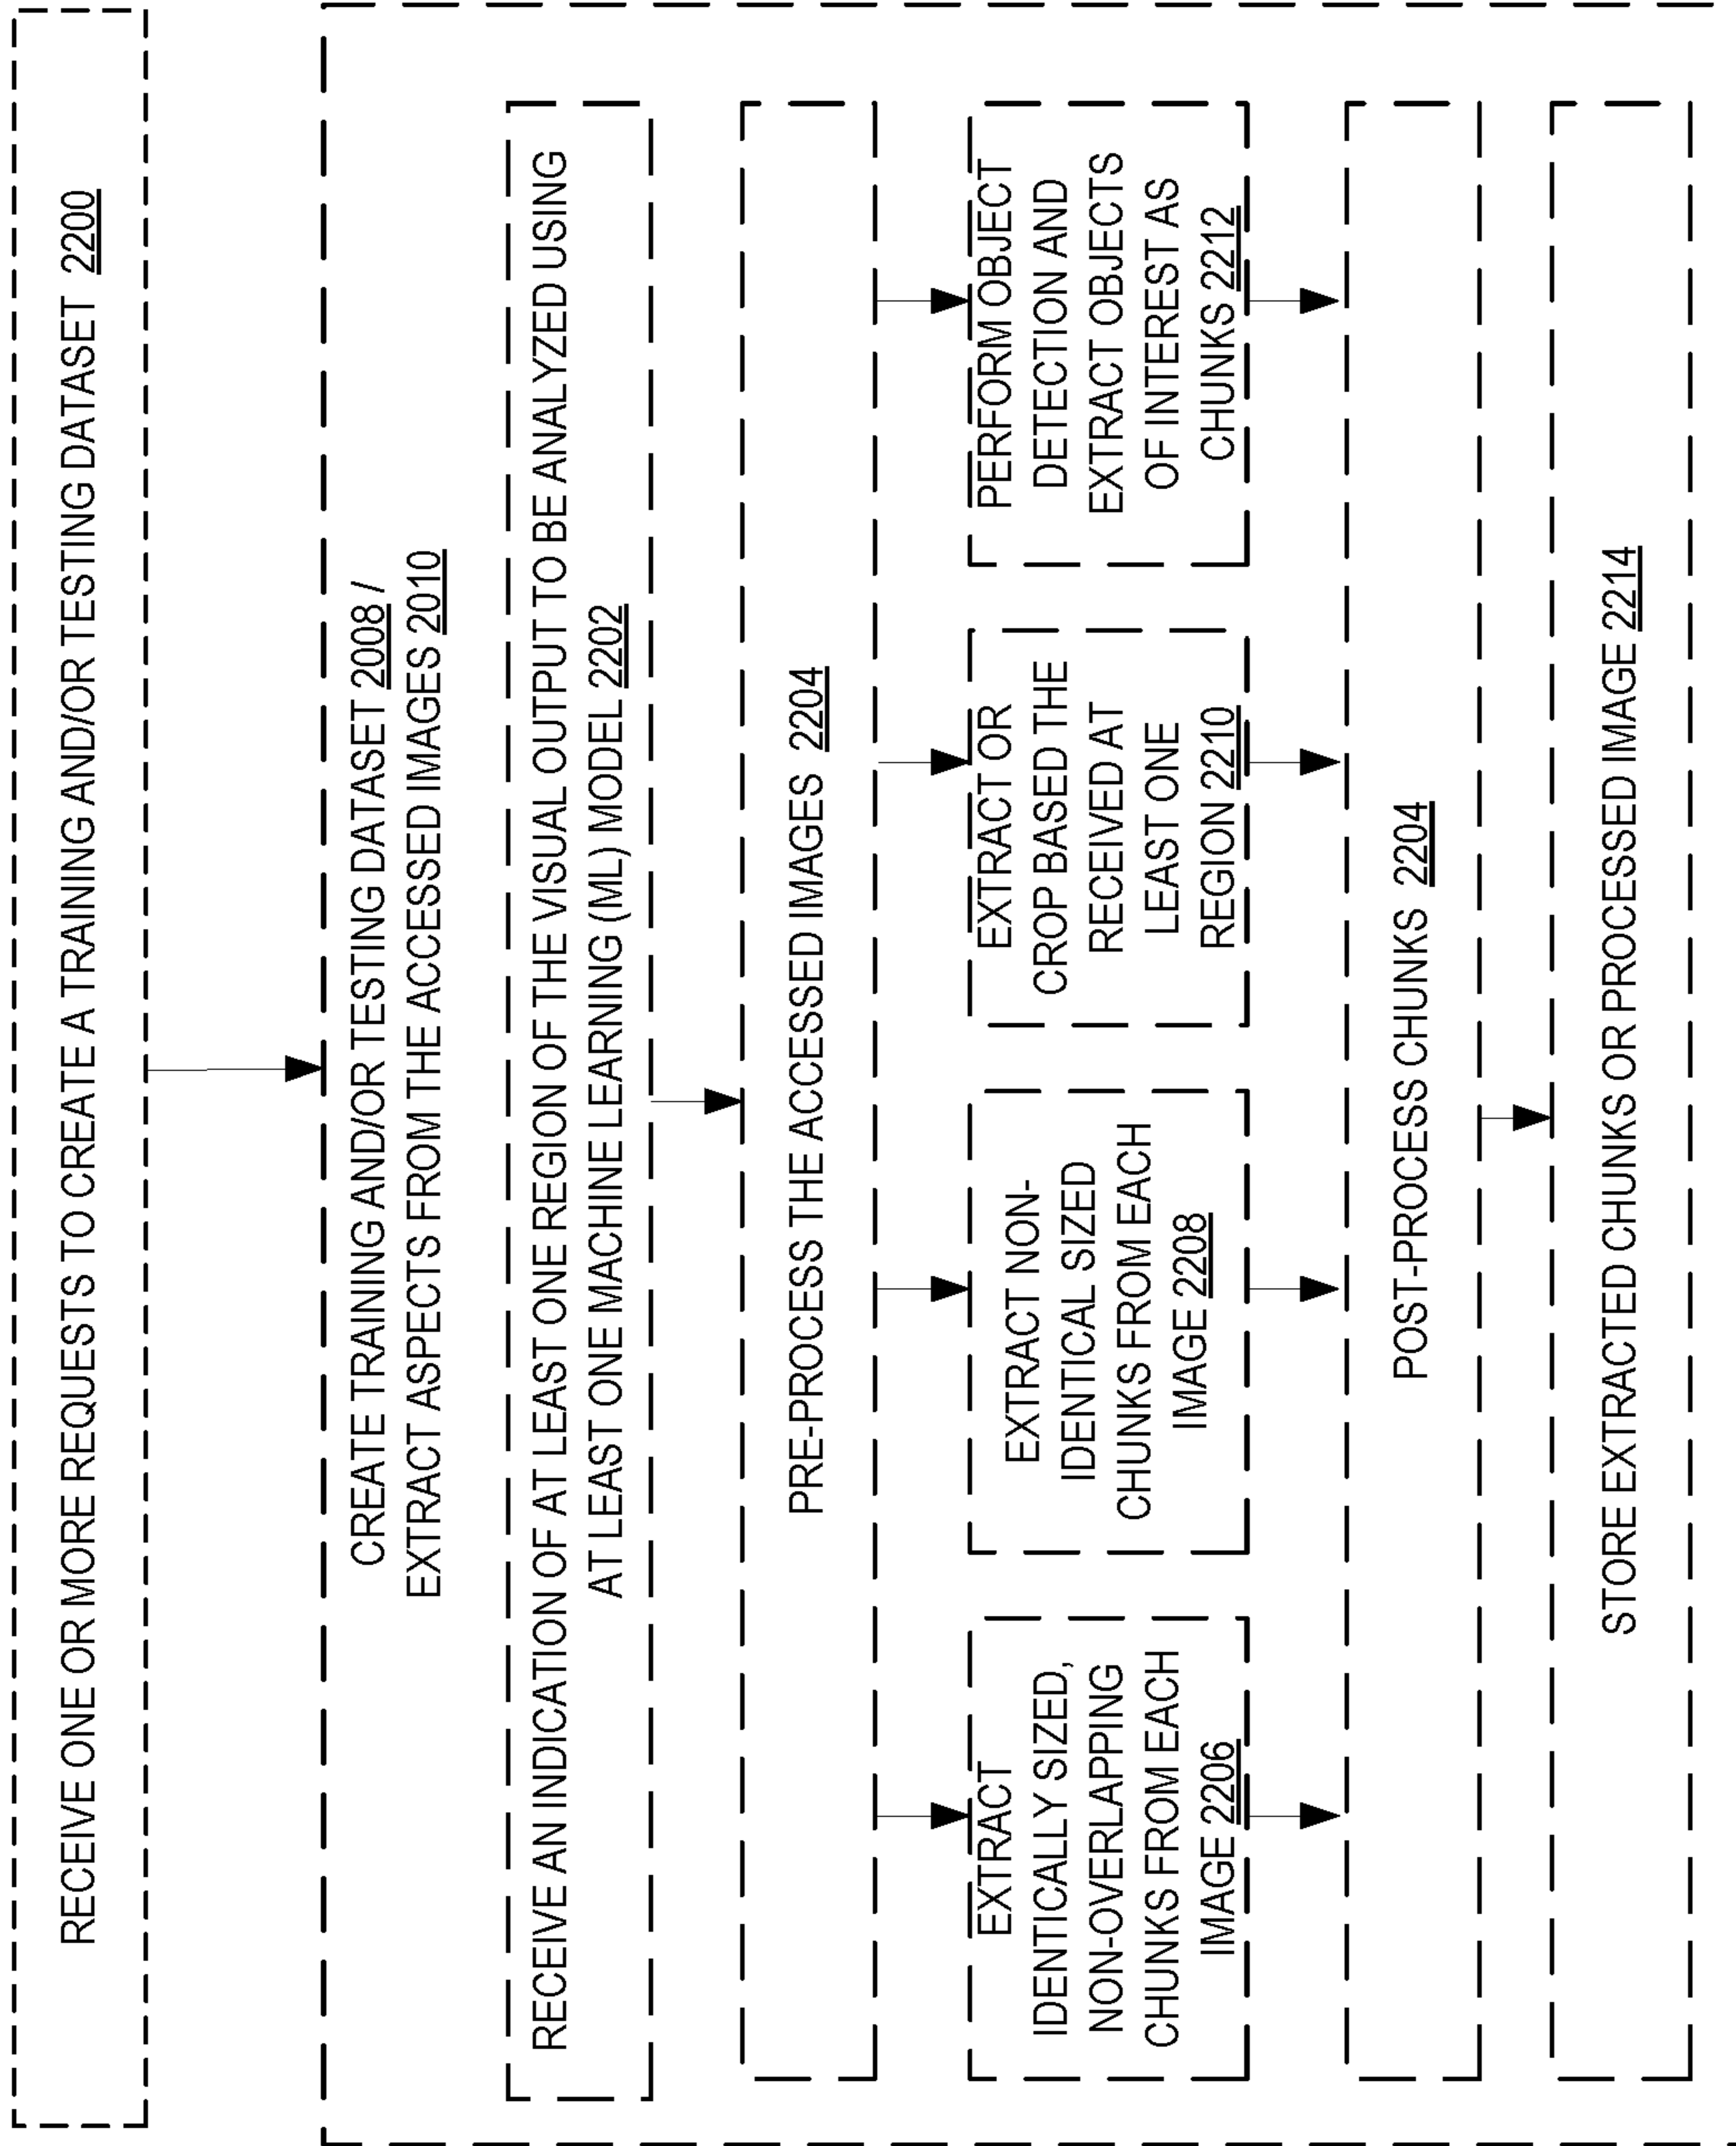 RECEIVE ONE OR MORE REQUESTS TO CREATE A TRAINING AND/OR TESTING DATASET 2200
CREATE TRAINING AND/OR TESTING DATASET 2008 /
EXTRACT ASPECTS FROM THE ACCESSED IMAGES 2010
RECEIVE AN INDICATION OF AT LEAST ONE REGION OF THE VISUAL OUTPUT TO BE ANALYZED USING
AT LEAST ONE MACHINE LEARNING (ML) MODEL 2202
PRE-PROCESS THE ACCESSED IMAGES 2204
EXTRACT
IDENTICALLY SIZED,
NON-OVERLAPPING
CHUNKS FROM EACH
IMAGE 2206
EXTRACT NON-
IDENTICAL SIZED
CHUNKS FROM EACH
IMAGE 2208
EXTRACT OR
CROP BASED THE
RECEIVED AT
LEAST ONE
REGION 2210
PERFORM OBJECT
DETECTION AND
EXTRACT OBJECTS
OF INTEREST AS
CHUNKS 2212
POST-PROCESS CHUNKS 2204
STORE EXTRACTED CHUNKS OR PROCESSED IMAGE 2214